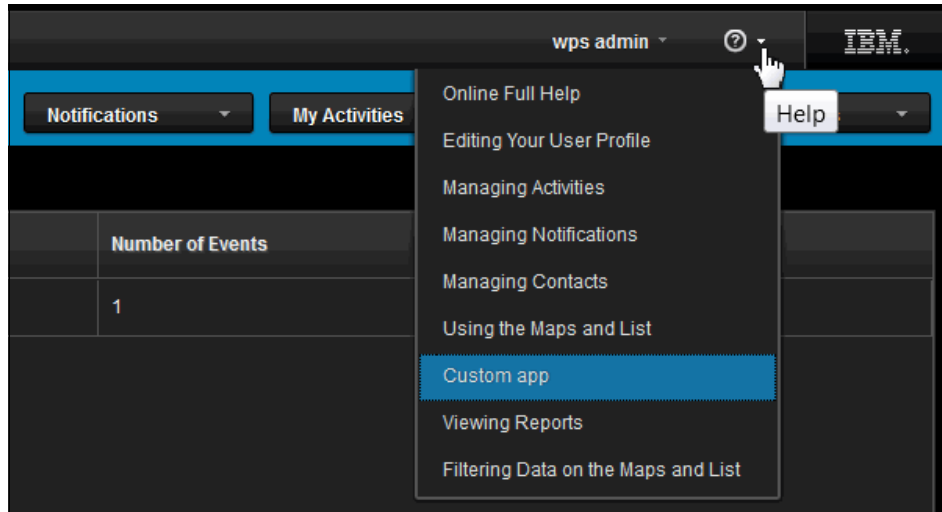 wps admin
IBM.
Online Full Help
Notifications
My Activities
Help
Editing Your User Profile
Managing Activities
Number of Events
Managing Notifications
Managing Contacts
1
Using the Maps and List
Custom app
Viewing Reports
Filtering Data on the Maps and List